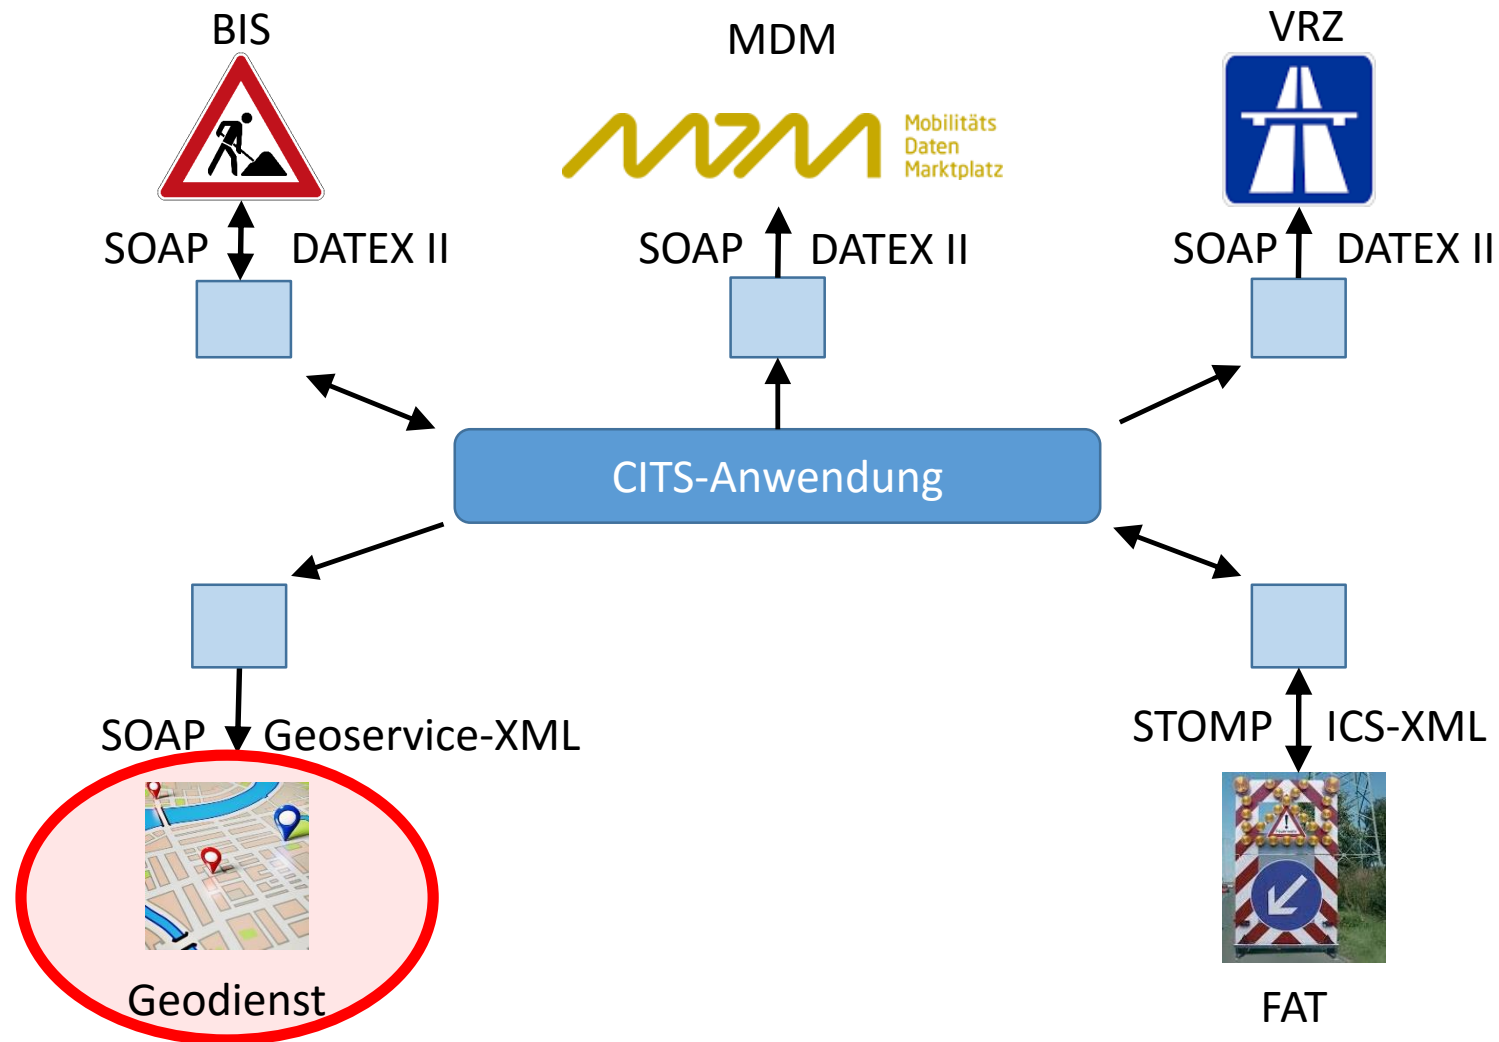 BIS
MDM
VRZ
Mobilitäts
Daten
Marktplatz
SOAP DATEX II
SOAP DATEX II
SOAP DATEX II
CITS-Anwendung
SOAP Geoservice-XML
STOMP ICS-XML
Geodienst
FAT